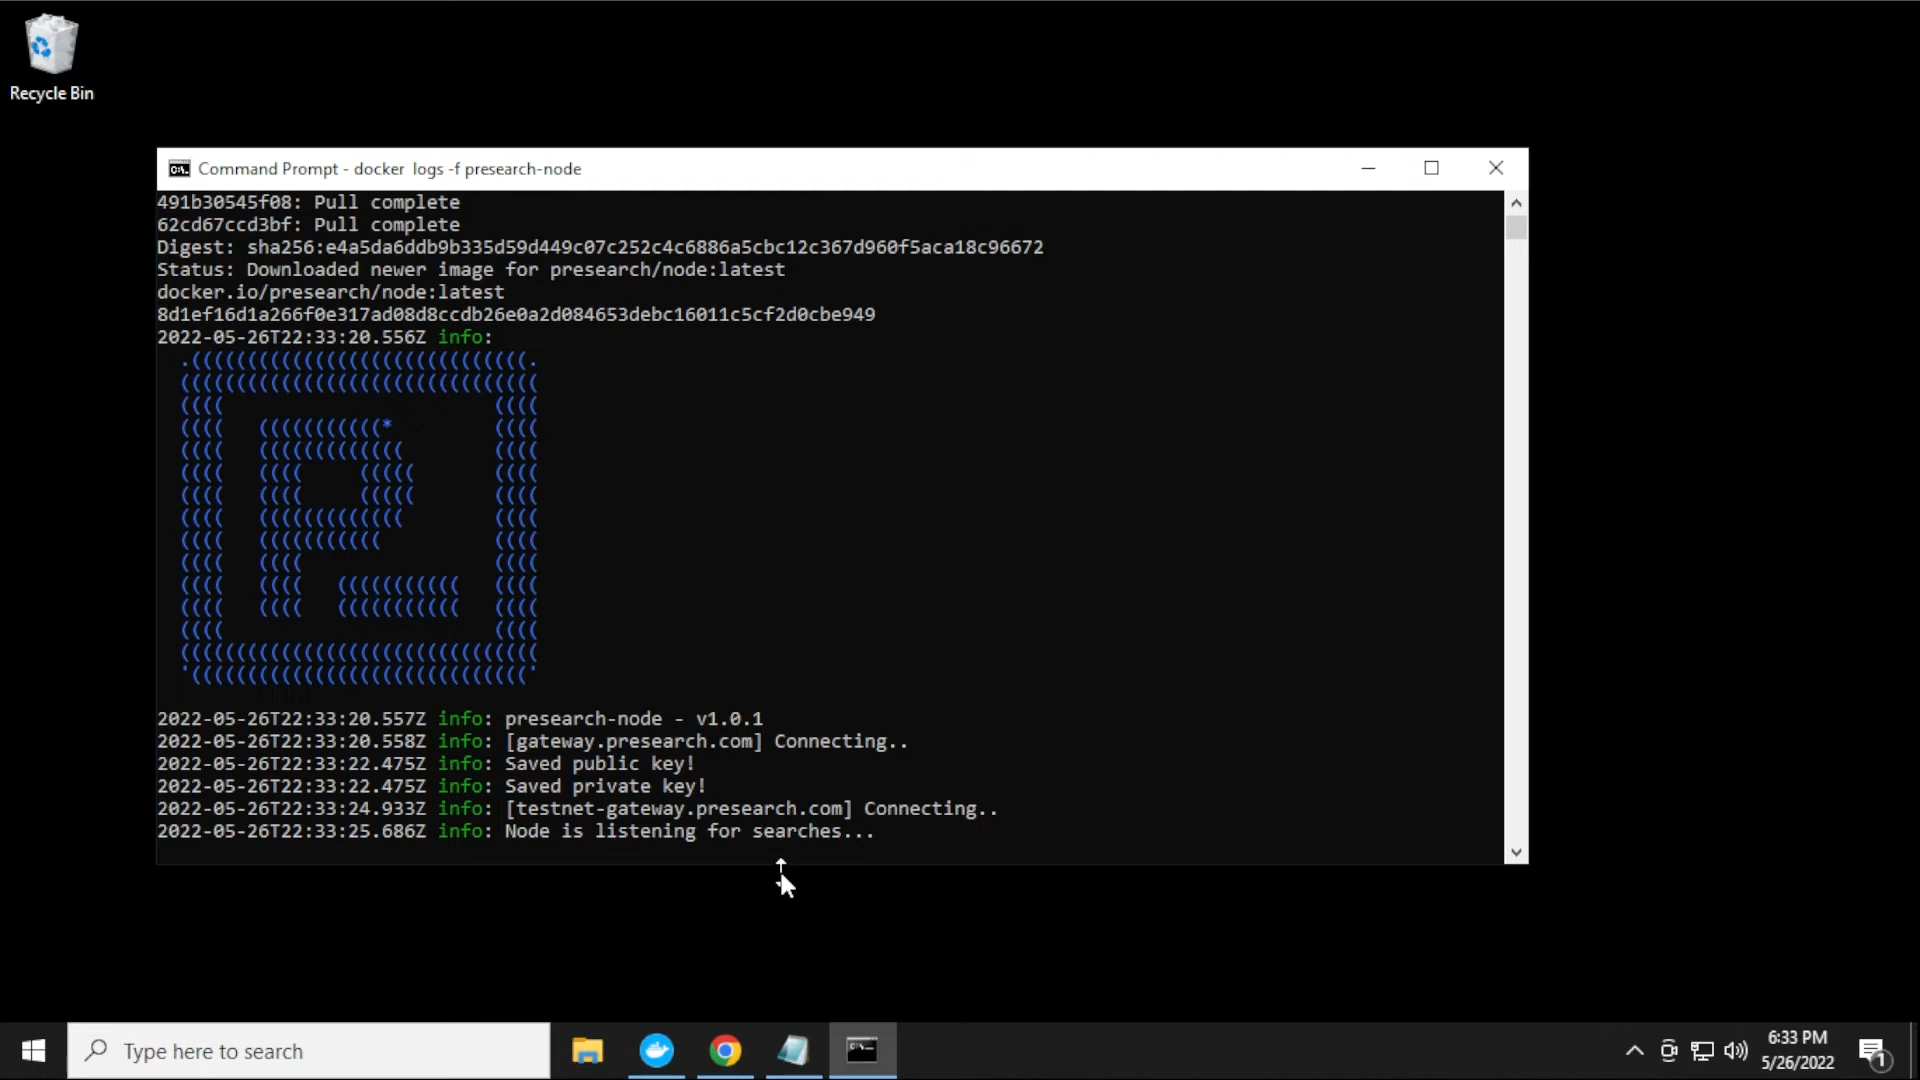 Recycle Bin
Command Prompt - docker  logs -f presearch-node
491b30545f08: Pull complete
62cd67ccd3bf: Pull complete
Digest: sha256:e4a5da6ddb9b335d59d449c07c252c4c6886a5cbc12c367d960f5aca18c96672
Status: Downloaded newer image for presearch/node:latest
docker.io/presearch/node:latest
8d1ef16d1a266f0e317ad08d8ccdb26e0a2d084653debc16011c5cf2d0cbe949
2022-05-26T22:33:20.556Z info:
2022-05-26T22:33:20.557Z info: presearch-node - v1.0.1
2022-05-26T22:33:20.558Z info: [gateway.presearch.com] Connecting..
2022-05-26T22:33:22.475Z info: Saved public key!
2022-05-26T22:33:22.475Z info: Saved private key!
2022-05-26T22:33:24.933Z info: [testnet-gateway.presearch.com] Connecting..
2022-05-26T22:33:25.686Z info: Node is listening for searches...
Type here to search
6:33 PM
5/26/2022
1